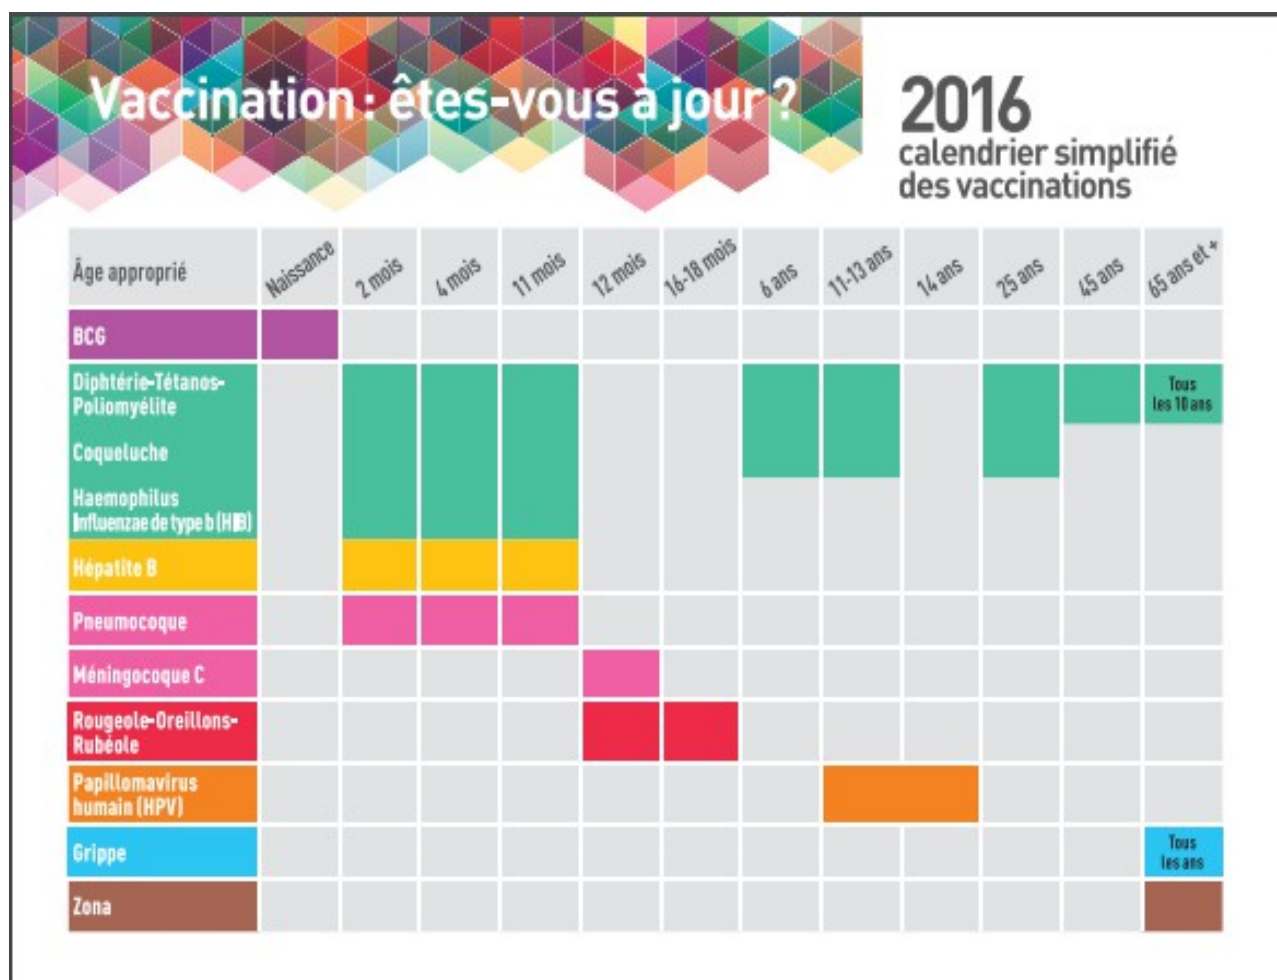 Vaccination : êtes-vous à jour ?
2016
calendrier simplifié
des vaccinations
Âge approprié
Naissance
2 mois
4 mois
11 mois
12 mois
16-18 mois
6 ans
11-13 ans
14 ans
25 ans
45 ans
65 ans et +
BCG
Diphtérie-Tétanos-
Poliomyélite
Tous
les 10 ans
Coqueluche
Haemophilus
Influenzae de type b (HIB)
Hépatite B
Pneumocoque
Méningocoque C
Rougeole-Oreillons-
Rubéole
Papillomavirus
humain (HPV)
Grippe
Tous
les ans
Zona